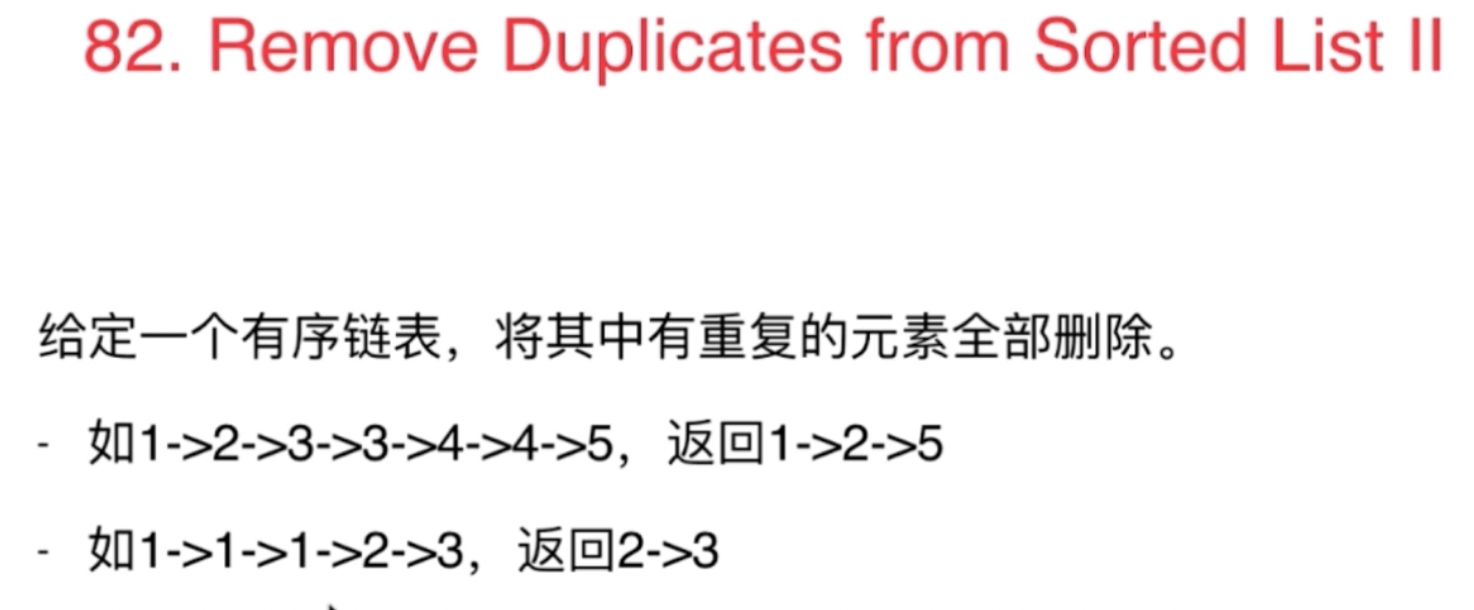 82. Remove Duplicates from Sorted List II
给定一个有序链表，将其中有重复的元素全部删除。
- 如1->2->3->3->4->4->5，返回1->2->5
- 如1->1->1->2->3，返回2->3